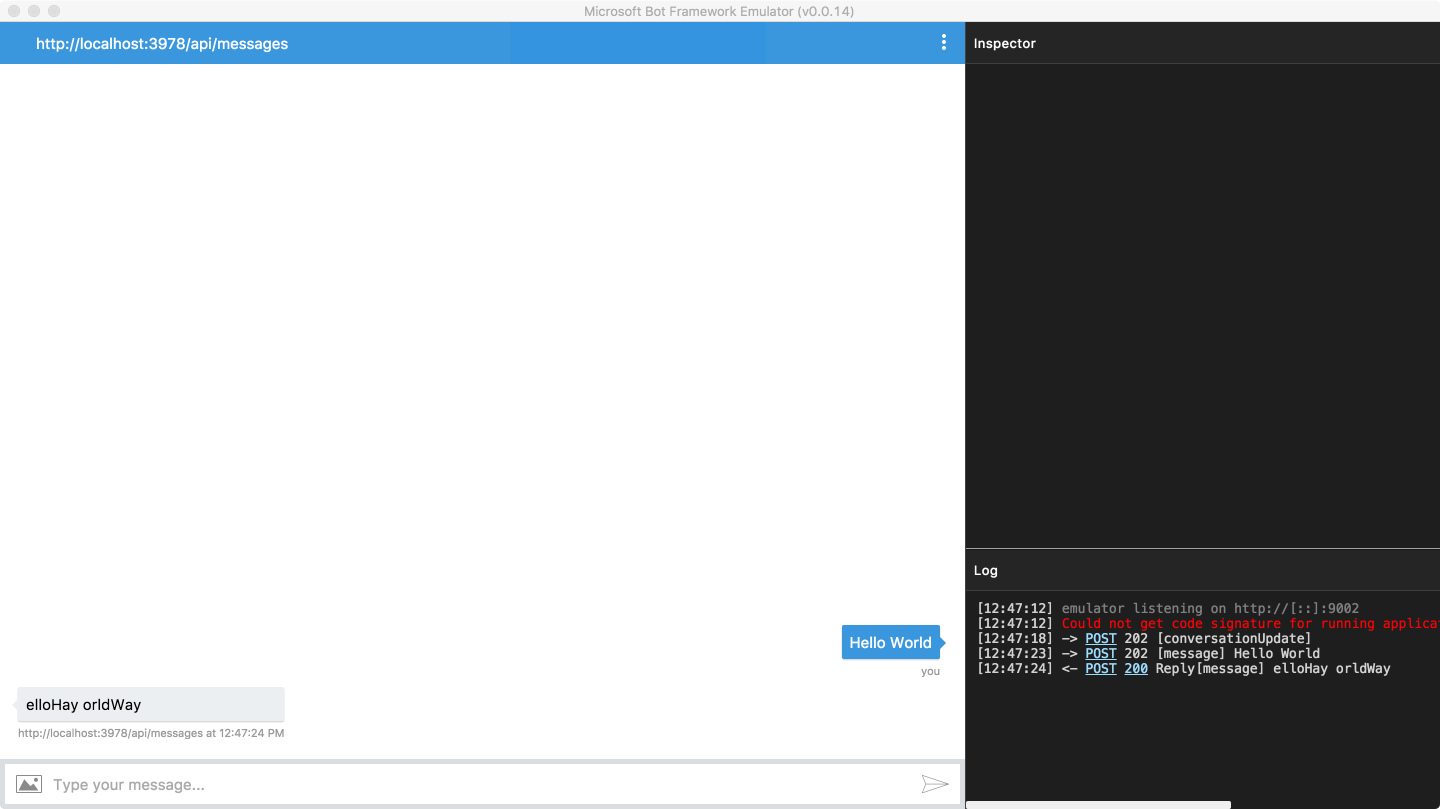 Microsoft Bot Framework Emulator (v0.0.14)
http://localhost:3978/api/messages
Hello World
you
elloHay orldWay
http://localhost:3978/api/messages at 12:47:24 PM
Type your message...
Inspector
Log
[12:47:12] emulator listening on http://[::]:9002
[12:47:12] Could not get code signature for running applica
[12:47:18] -> POST 202 [conversationUpdate]
[12:47:23] -> POST 202 [message] Hello World
[12:47:24] <- POST 200 Reply[message] elloHay orldWay